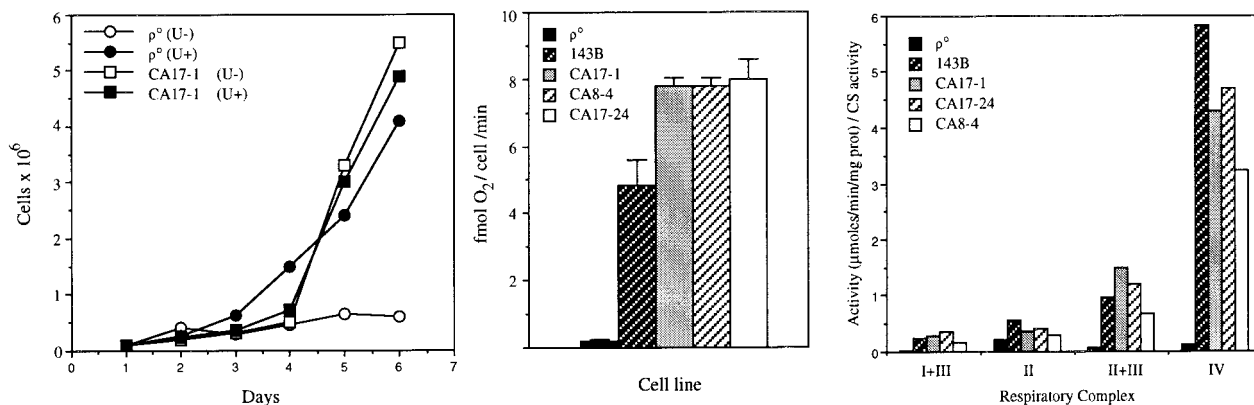 ρ° (U-)
ρ° (U+)
CA17-1 (U-)
CA17-1 (U+)
Cells x 10⁶
6
5
4
3
2
1
0
0 1 2 3 4 5 6 7
Days
ρ°
143B
CA17-1
CA8-4
CA17-24
fmol O₂ / cell /min
10
8
6
4
2
Cell line
ρ°
143B
CA17-1
CA17-24
CA8-4
Activity (µmoles/min/mg prot) / CS activity
6
5
4
3
2
1
0
I+III II II+III IV
Respiratory Complex